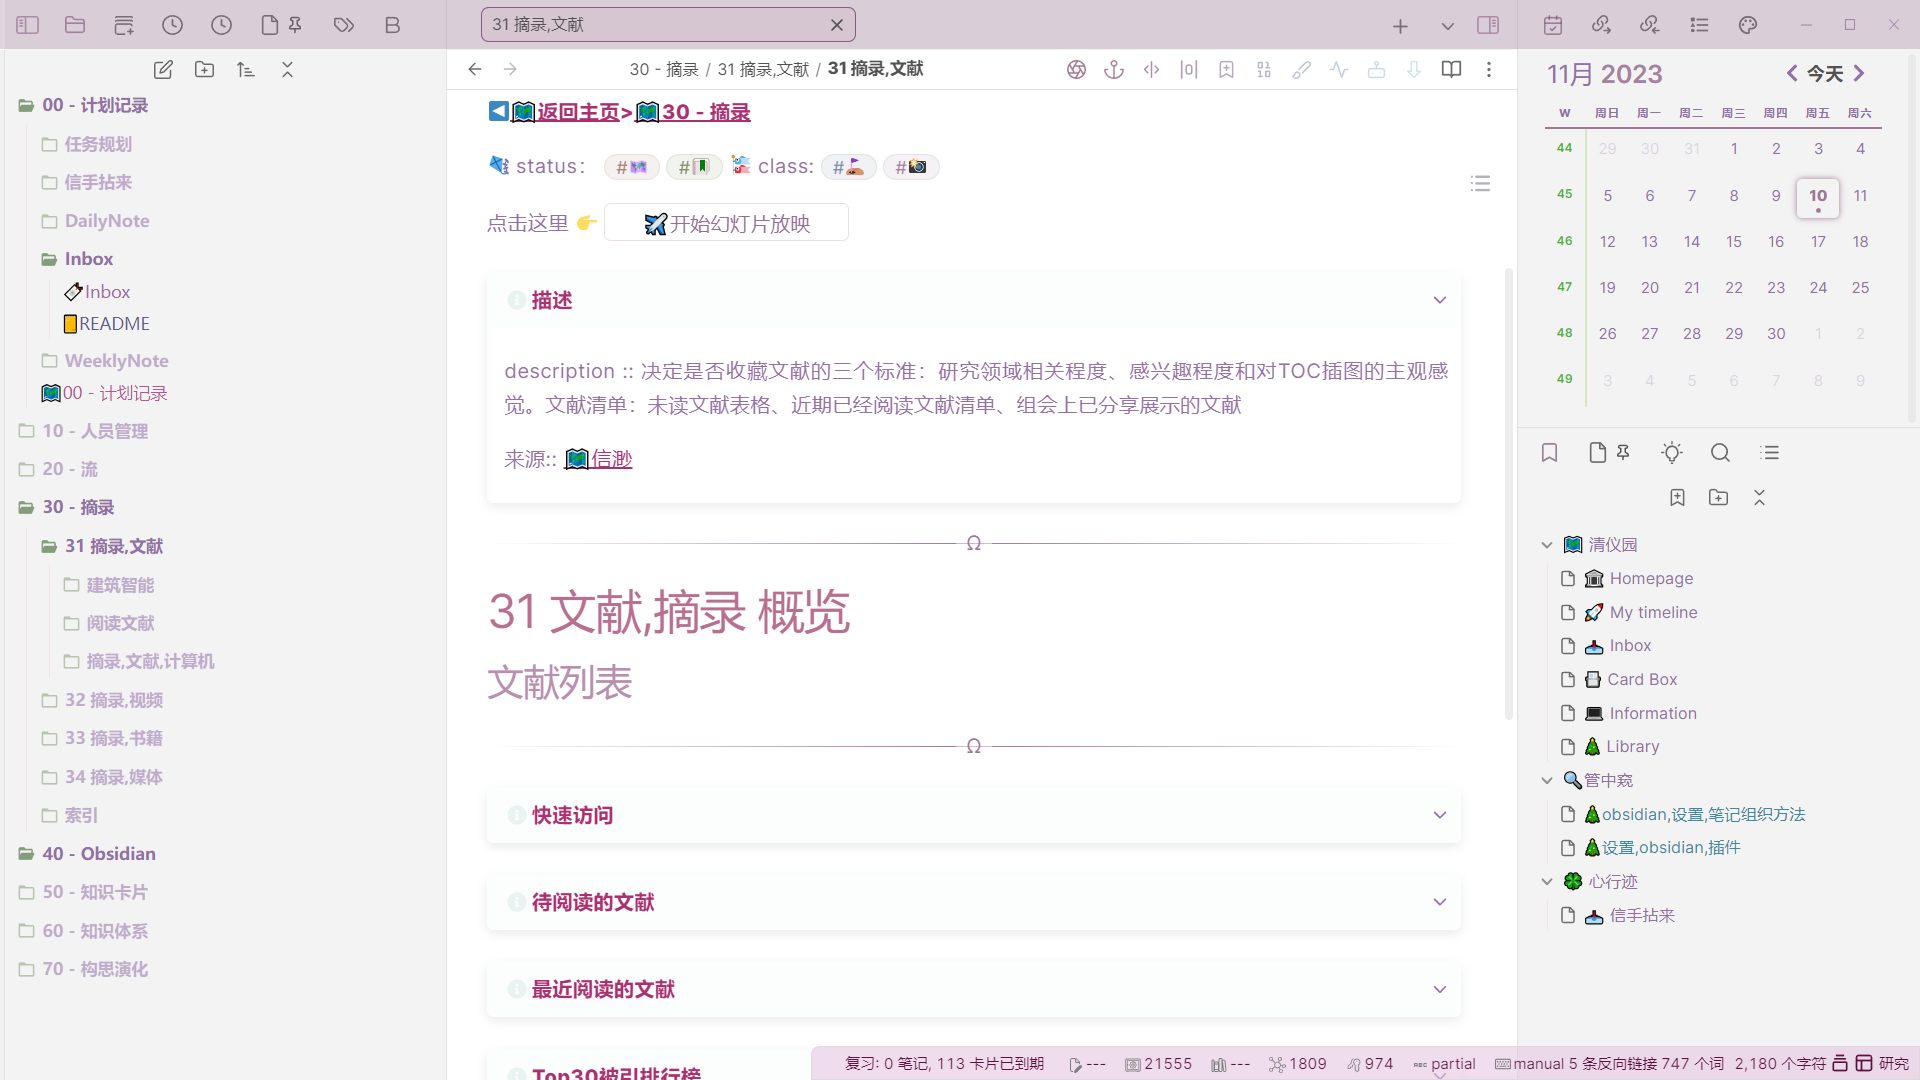 31 摘录,文献
00 - 计划记录
任务规划
信手拈来
DailyNote
Inbox
Inbox
README
WeeklyNote
00 - 计划记录
10 - 人员管理
20 - 流
30 - 摘录
31 摘录,文献
建筑智能
阅读文献
摘录,文献,计算机
32 摘录,视频
33 摘录,书籍
34 摘录,媒体
索引
40 - Obsidian
50 - 知识卡片
60 - 知识体系
70 - 构思演化
30 - 摘录 / 31 摘录,文献 / 31 摘录,文献
返回主页>30 - 摘录
status： # # class: # #
点击这里 开始幻灯片放映
描述
description :: 决定是否收藏文献的三个标准：研究领域相关程度、感兴趣程度和对TOC插图的主观感
觉。文献清单：未读文献表格、近期已经阅读文献清单、组会上已分享展示的文献
来源:: 信渺
Ω
31 文献,摘录 概览
文献列表
Ω
快速访问
待阅读的文献
最近阅读的文献
Top30被引排行榜
11月 2023 今天
W 周日 周一 周二 周三 周四 周五 周六
44 29 30 31 1 2 3 4
45 5 6 7 8 9 10 11
46 12 13 14 15 16 17 18
47 19 20 21 22 23 24 25
48 26 27 28 29 30 1 2
49 3 4 5 6 7 8 9
清仪园
Homepage
My timeline
Inbox
Card Box
Information
Library
管中窥
obsidian,设置,笔记组织方法
设置,obsidian,插件
心行迹
信手拈来
复习: 0 笔记, 113 卡片已到期 --- 21555 --- 1809 974 ABC partial manual 5 条反向链接 747 个词 2,180 个字符 研究